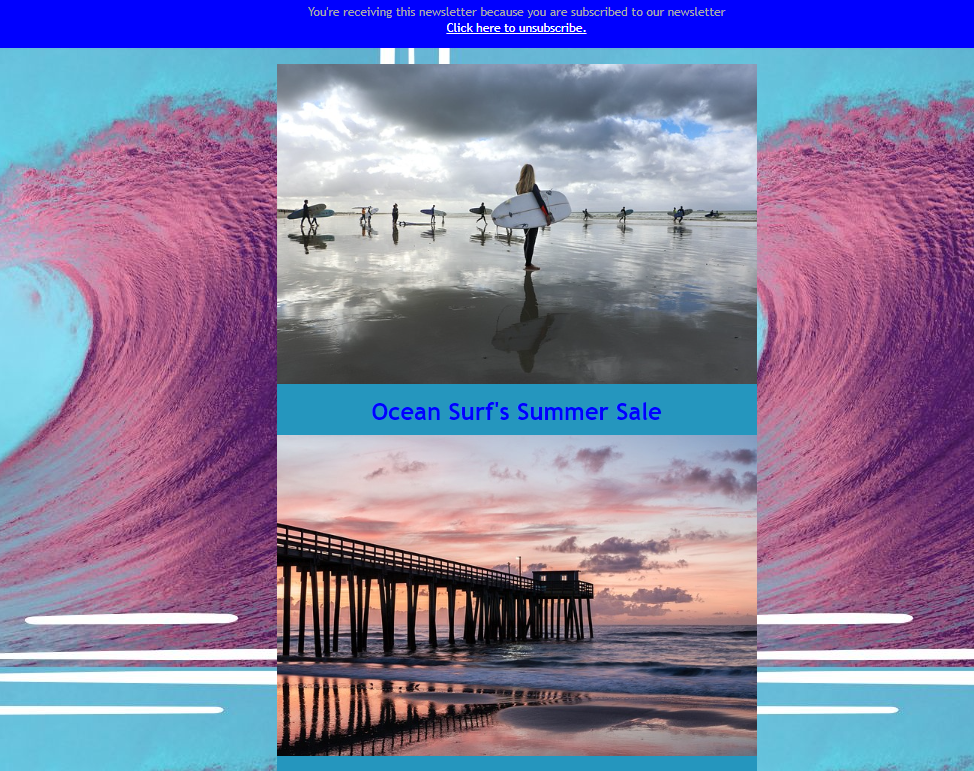 You're receiving this newsletter because you are subscribed to our newsletter
Click here to unsubscribe.
Ocean Surf's Summer Sale